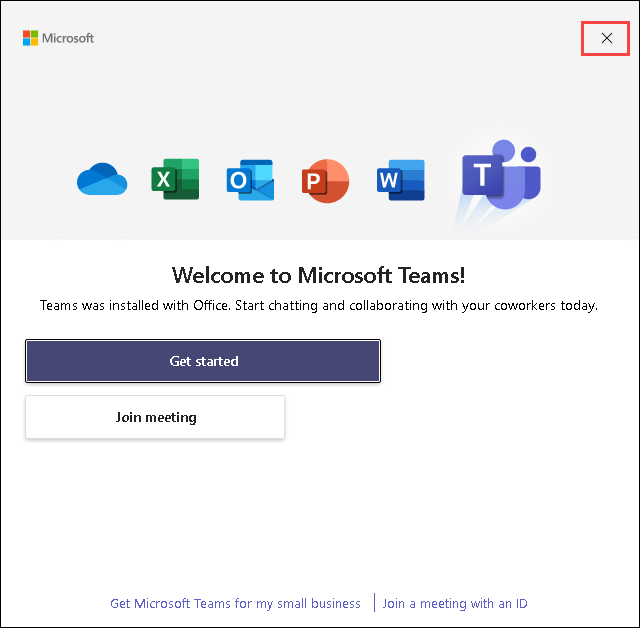 Microsoft
X
O
P
W
T
Welcome to Microsoft Teams!
Teams was installed with Office. Start chatting and collaborating with your coworkers today.
Get started
Join meeting
Get Microsoft Teams for my small business | Join a meeting with an ID